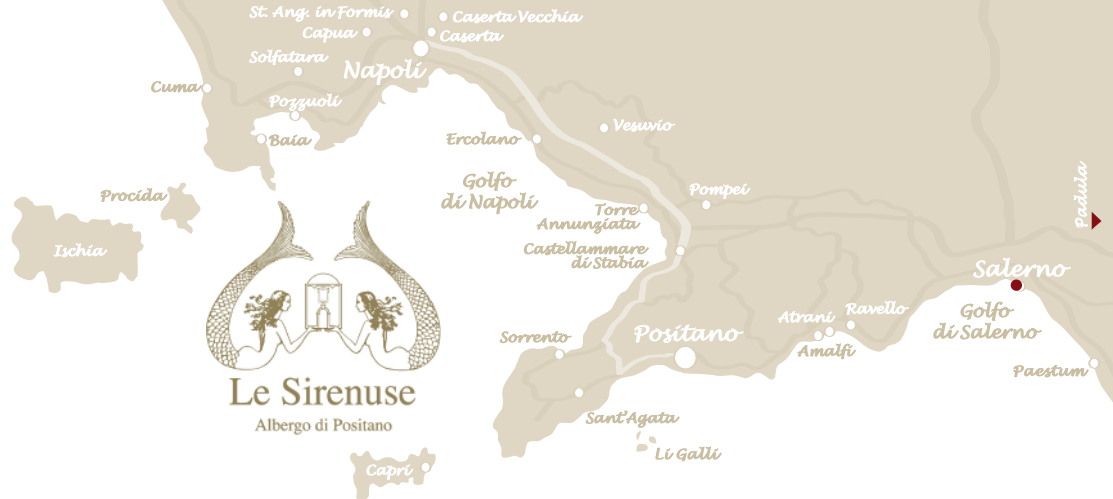 St. Ang. in Formis
Caserta Vecchia
Capua
Caserta
Solfatara
Napoli
Cuma
Pozzuoli
Vesuvio
Baia
Ercolano
Procida
Golfo
di Napoli
Pompei
Padula
Torre
Annunziata
Ischia
Castellammare
di Stabia
Salerno
Golfo
di Salerno
Ravello
Atrani
Amalfi
Positano
Sorrento
Paestum
Le Sirenuse
Albergo di Positano
Sant'Agata
Li Galli
Capri